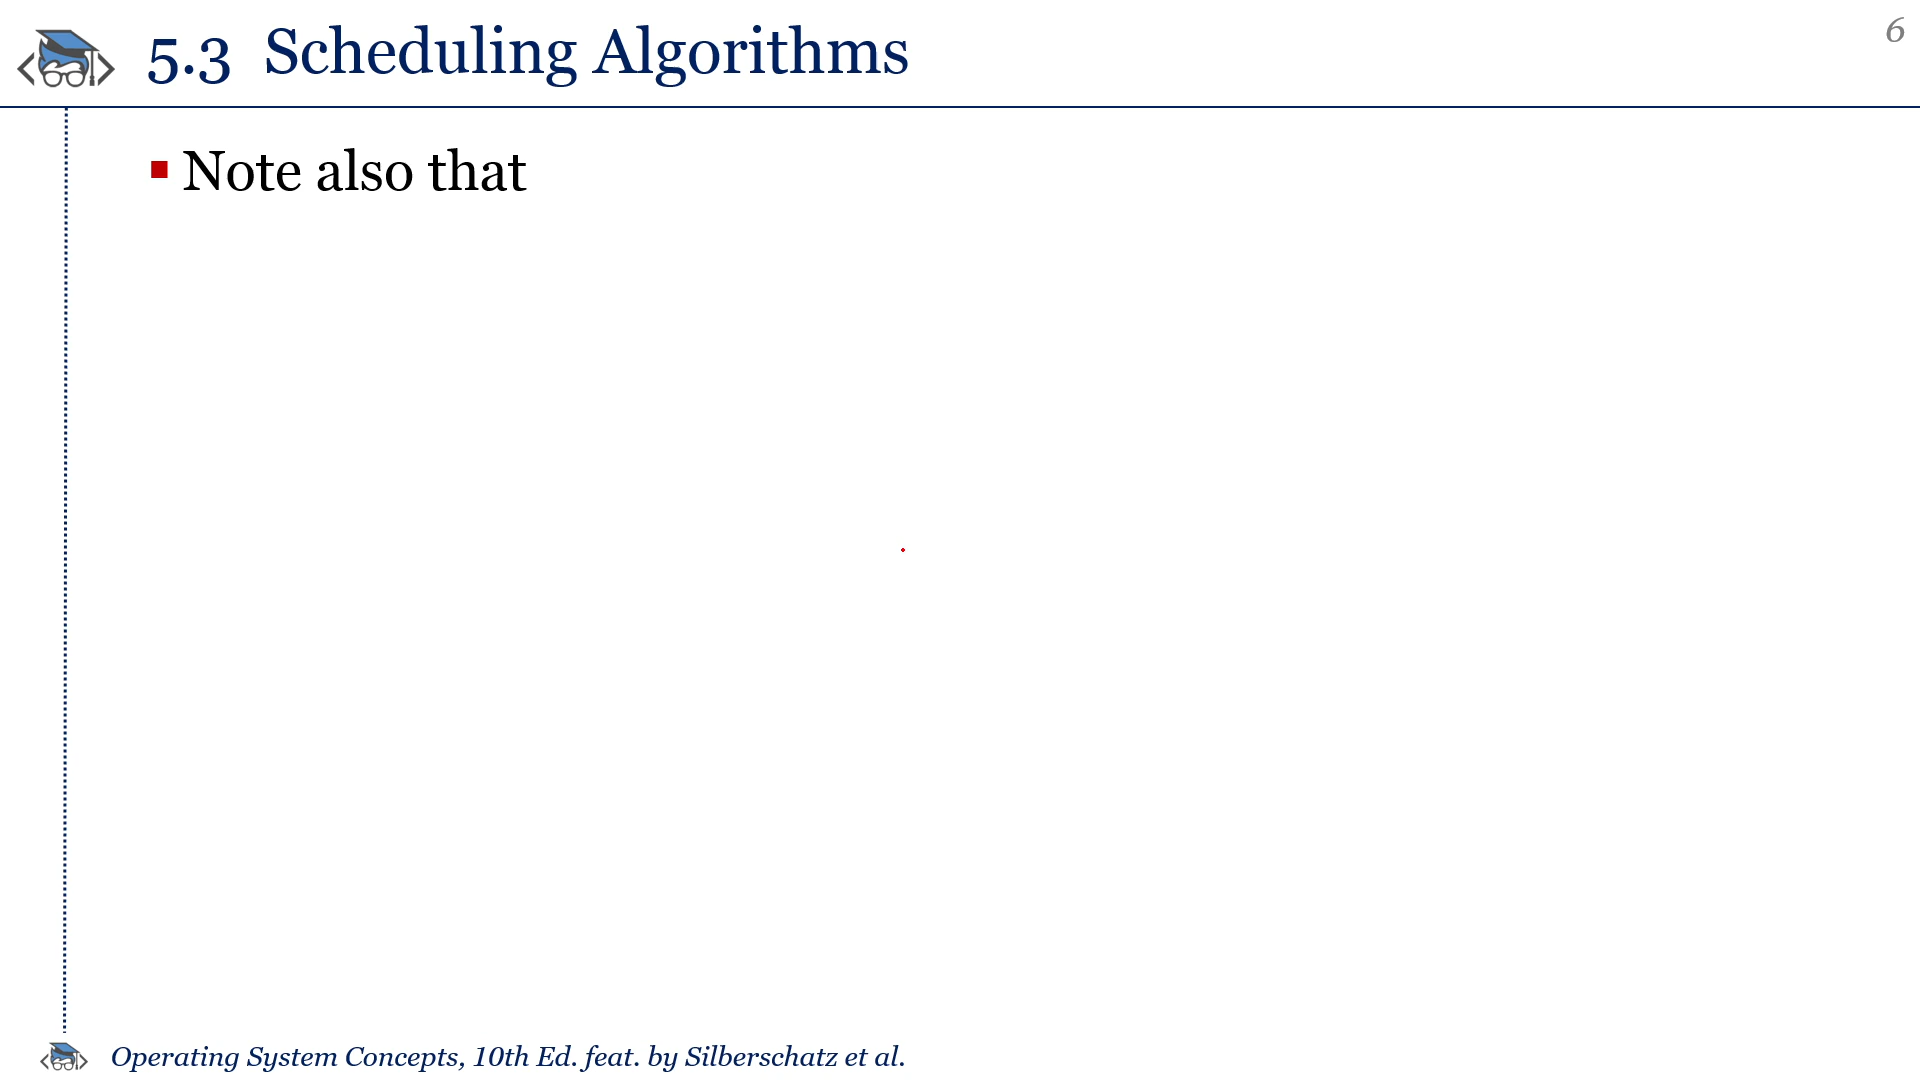 5.3 Scheduling Algorithms
6
Note also that
Operating System Concepts, 10th Ed. feat. by Silberschatz et al.